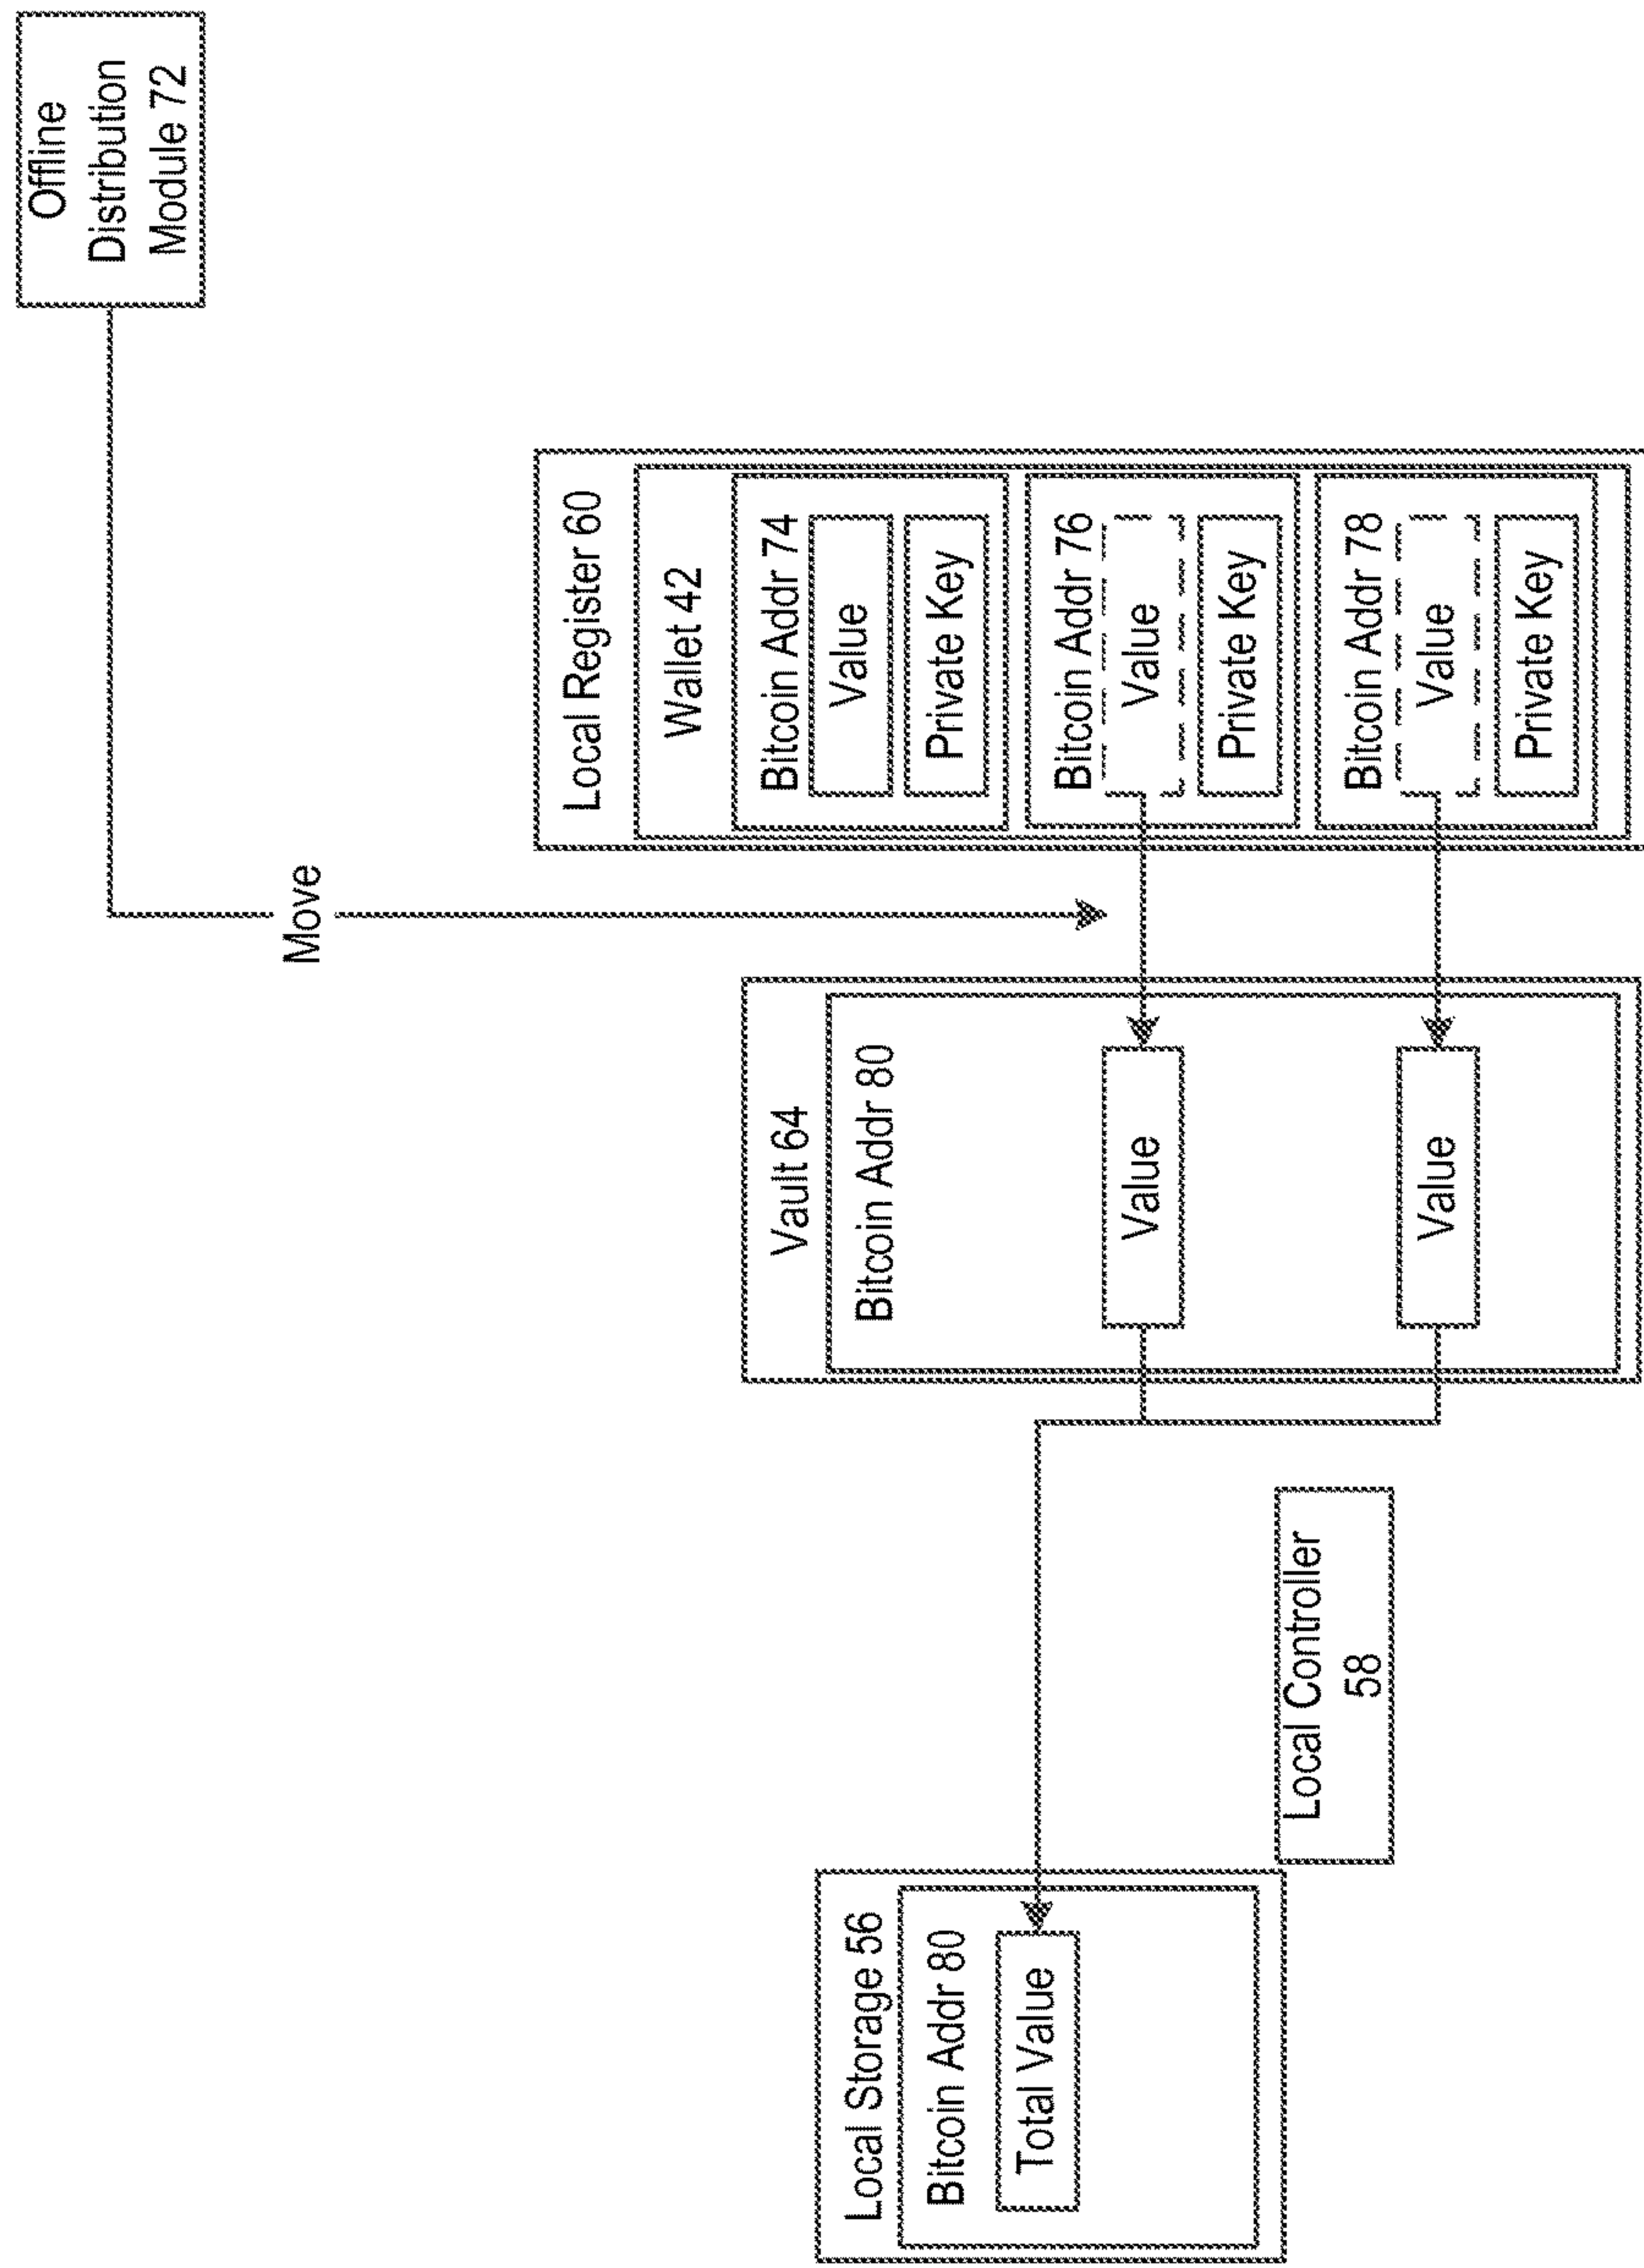 Offline
Distribution
Module 72
Move
Local Storage 56
Bitcoin Addr 80
Total Value
Local Controller
58
Vault 64
Bitcoin Addr 80
Value
Value
Local Register 60
Wallet 42
Bitcoin Addr 74
Value
Private Key
Bitcoin Addr 76
Value
Private Key
Bitcoin Addr 78
Value
Private Key